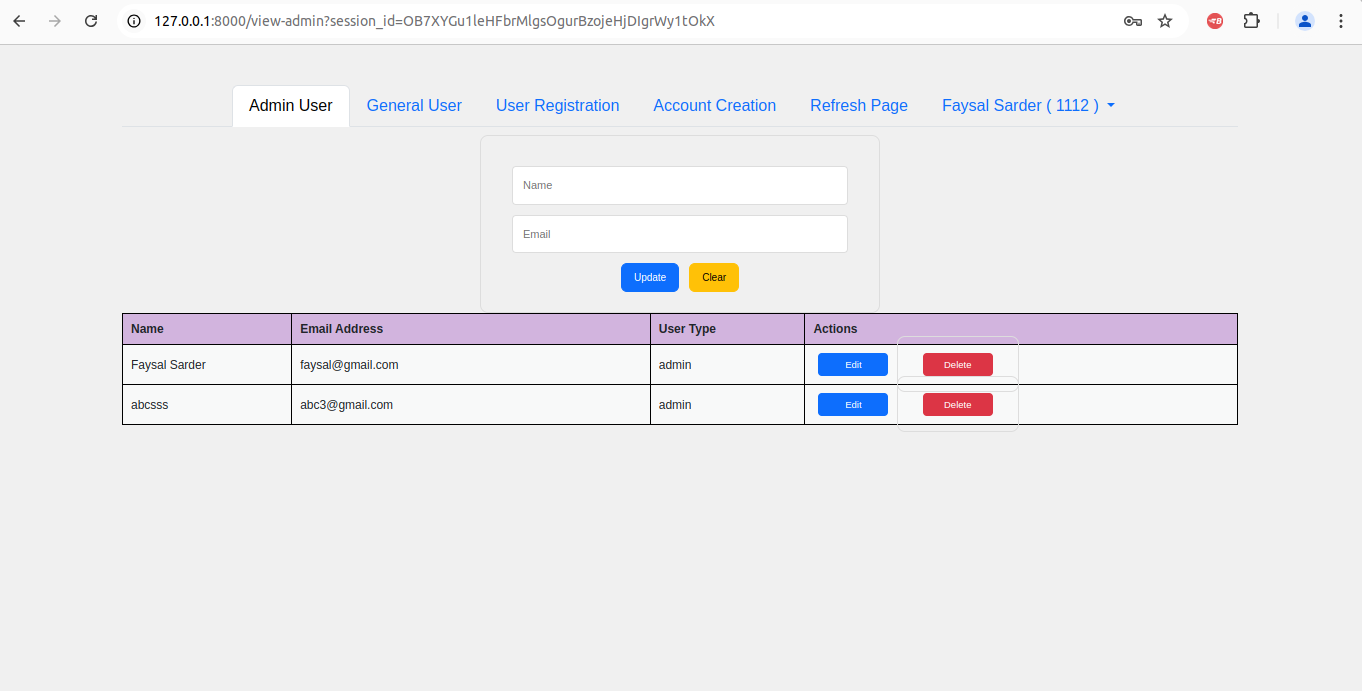 127.0.0.1:8000/view-admin?session_id=OB7XYGu1leHFbrMlgsOgurBzojeHjDIgrWy1tOkX
Admin User General User User Registration Account Creation Refresh Page Faysal Sarder ( 1112 )
Name
Email
Update Clear
Name Email Address User Type Actions
Faysal Sarder faysal@gmail.com admin Edit Delete
abcsss abc3@gmail.com admin Edit Delete